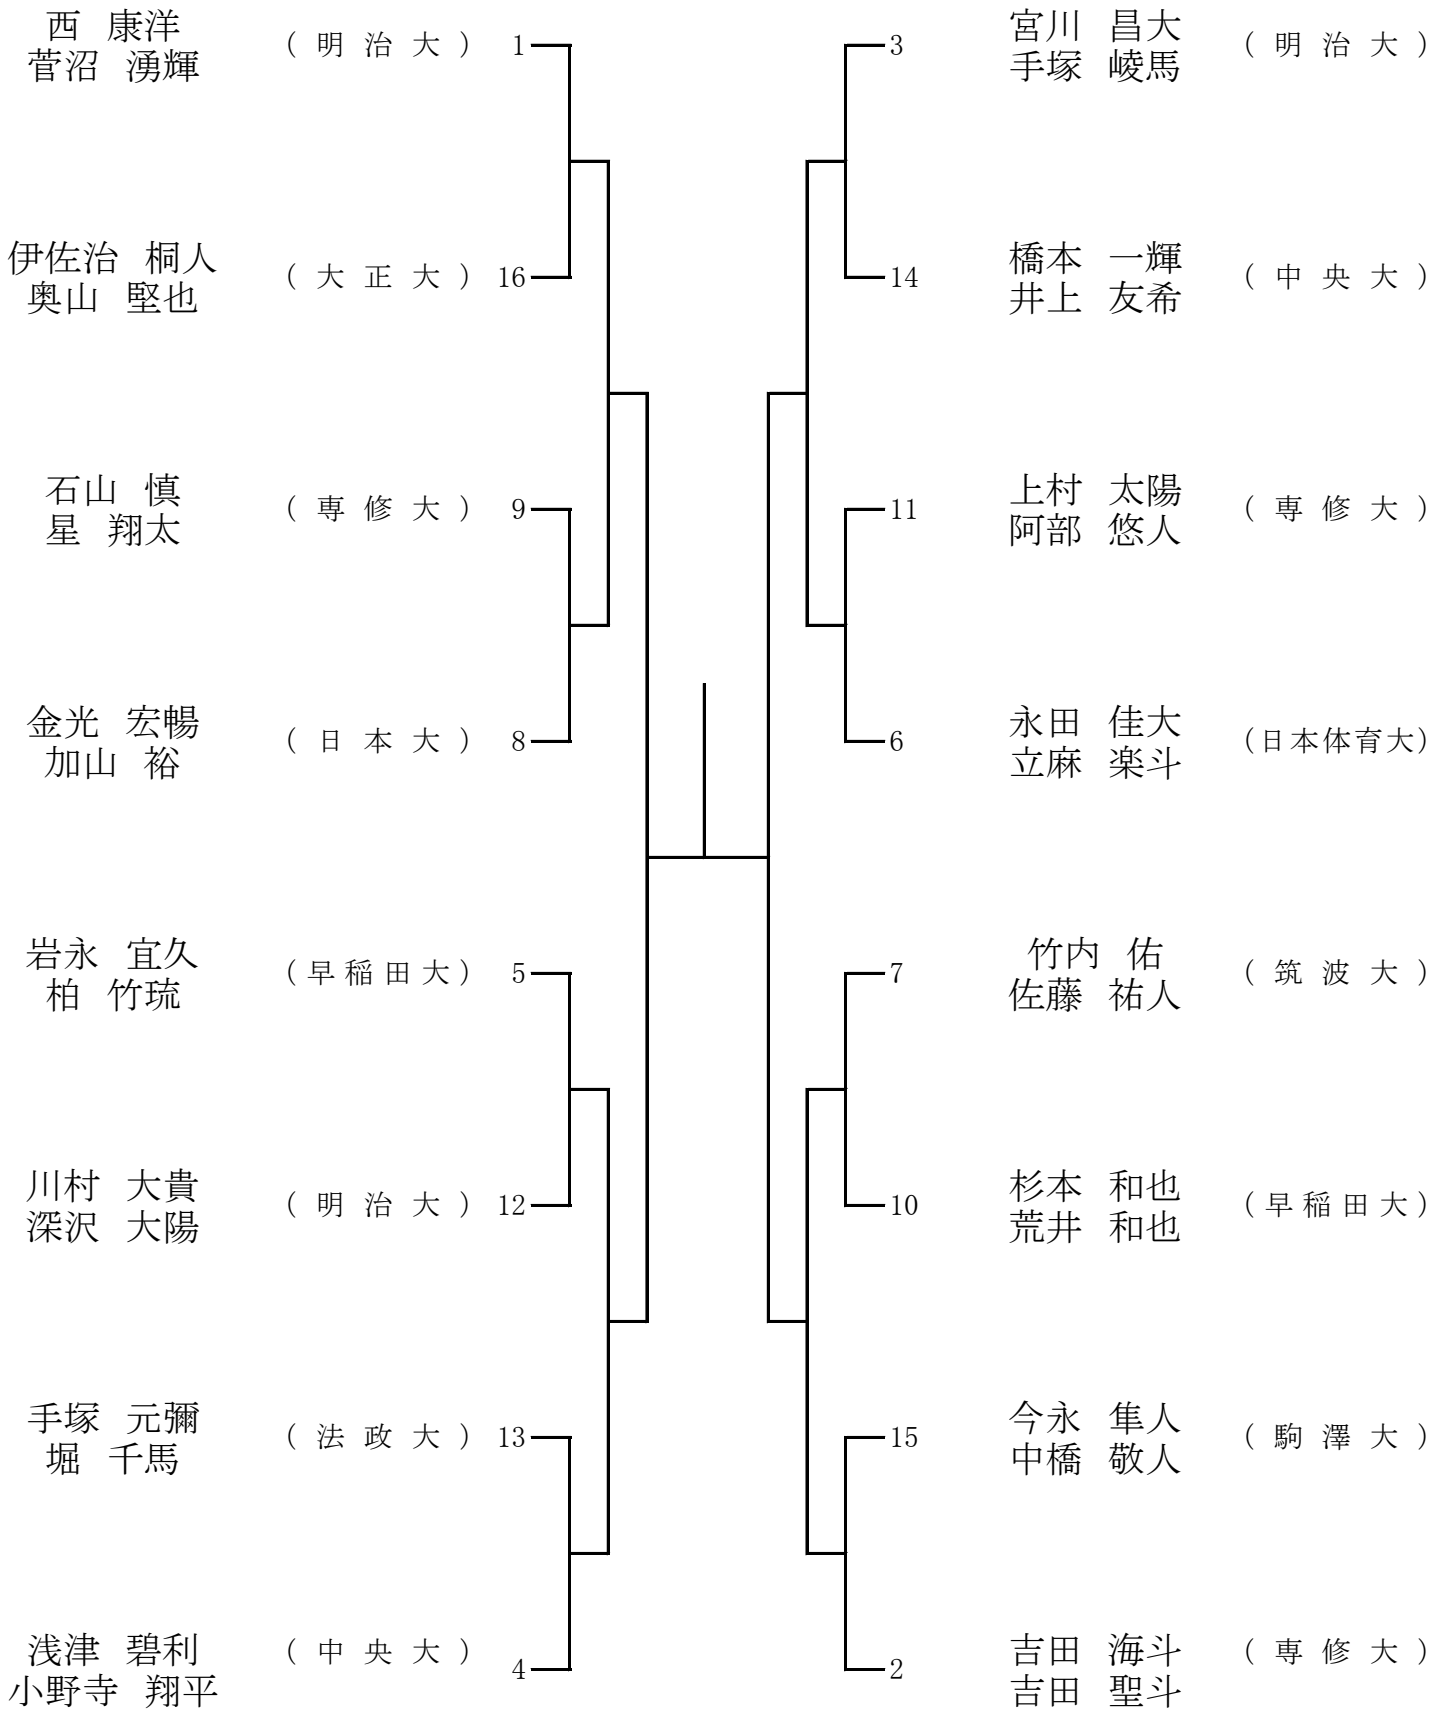 西 康洋
菅沼 湧輝
(明治大) 1
伊佐治 桐人
奥山 堅也
(大正大) 16
石山 慎
星 翔太
(専修大) 9
金光 宏暢
加山 裕
(日本大) 8
岩永 宜久
柏 竹琉
(早稲田大) 5
川村 大貴
深沢 大陽
(明治大) 12
手塚 元彌
堀 千馬
(法政大) 13
浅津 碧利
小野寺 翔平
(中央大) 4
3 宮川 昌大
手塚 崚馬
(明治大)
14 橋本 一輝
井上 友希
(中央大)
11 上村 太陽
阿部 悠人
(専修大)
6 永田 佳大
立麻 楽斗
(日本体育大)
7 竹内 佑
佐藤 祐人
(筑波大)
10 杉本 和也
荒井 和也
(早稲田大)
15 今永 隼人
中橋 敬人
(駒澤大)
2 吉田 海斗
吉田 聖斗
(専修大)